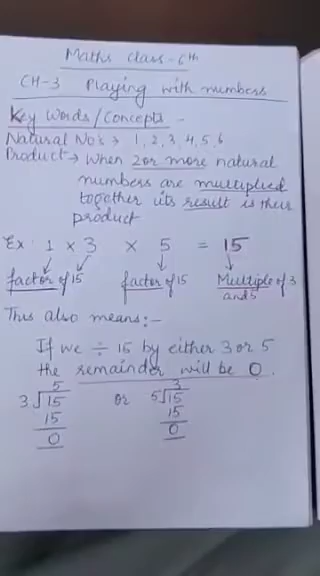 Maths Class-6th
CH-3 Playing with numbers
Key Words/Concepts -
Natural No's → 1, 2, 3, 4, 5, 6
Product → When 2 or more natural
numbers are multiplied
together its result is their
product
Ex: 1 × 3 × 5 = 15
factor of 15 factor of 15 Multiple of 3
and 5
This also means:-
If we ÷ 15 by either 3 or 5
the remainder will be 0.
5 3
3√15 or 5√15
15 15
0 0